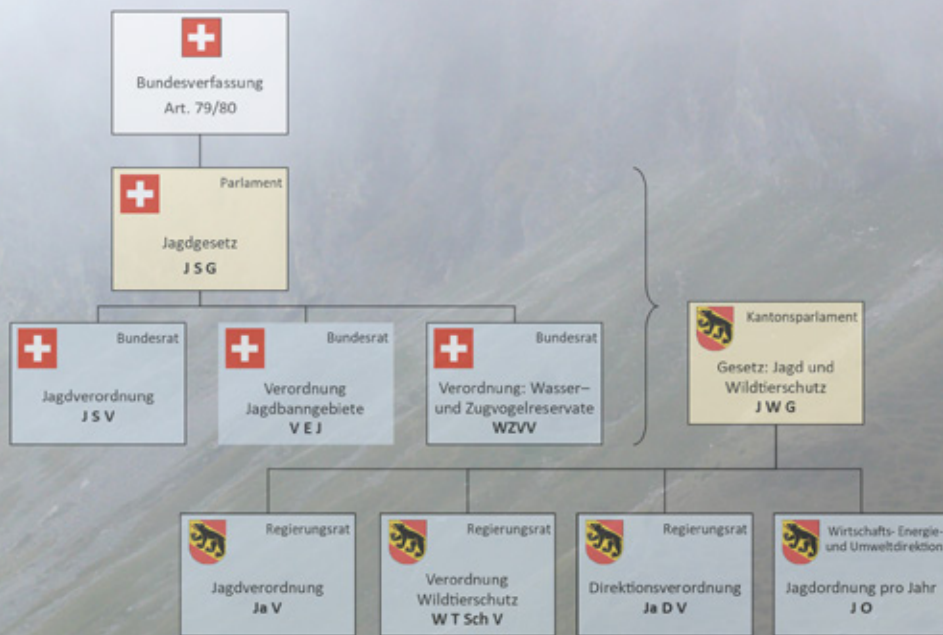 Bundesverfassung
Art. 79/80
Parlament
Jagdgesetz
J S G
Bundesrat
Jagdverordnung
J S V
Bundesrat
Verordnung
Jagdbanngebiete
V E J
Bundesrat
Verordnung: Wasser–
und Zugvogelreservate
WZVV
Kantonsparlament
Gesetz: Jagd und
Wildtierschutz
J W G
Regierungsrat
Jagdverordnung
Ja V
Regierungsrat
Verordnung
Wildtierschutz
W T Sch V
Regierungsrat
Direktionsverordnung
Ja D V
Wirtschafts- Energie-
und Umweltdirektion
Jagdordnung pro Jahr
J O